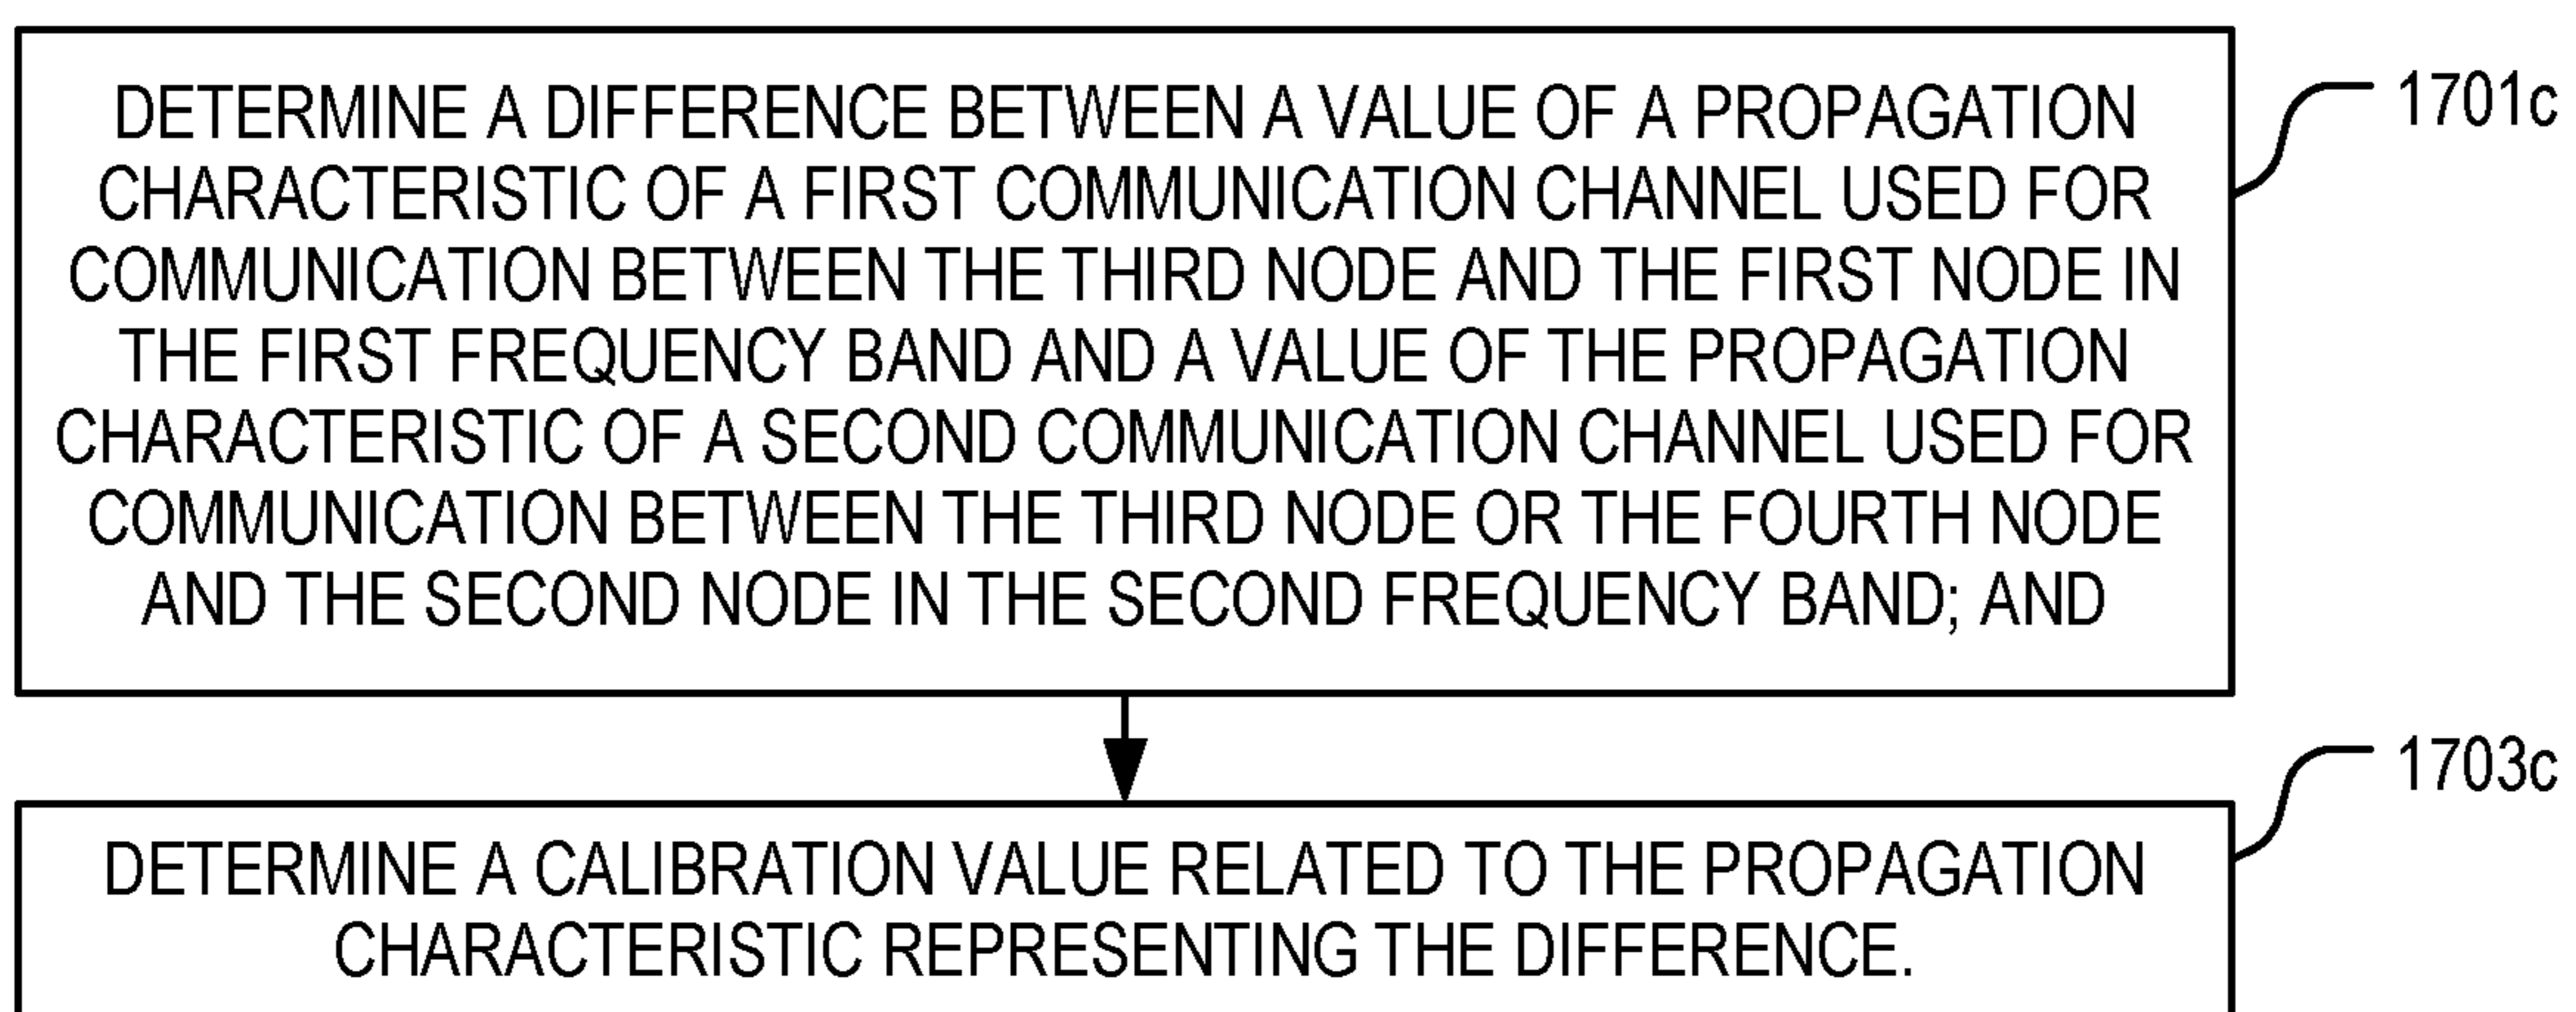 DETERMINE A DIFFERENCE BETWEEN A VALUE OF A PROPAGATION
CHARACTERISTIC OF A FIRST COMMUNICATION CHANNEL USED FOR
COMMUNICATION BETWEEN THE THIRD NODE AND THE FIRST NODE IN
THE FIRST FREQUENCY BAND AND A VALUE OF THE PROPAGATION
CHARACTERISTIC OF A SECOND COMMUNICATION CHANNEL USED FOR
COMMUNICATION BETWEEN THE THIRD NODE OR THE FOURTH NODE
AND THE SECOND NODE IN THE SECOND FREQUENCY BAND; AND
1701c
DETERMINE A CALIBRATION VALUE RELATED TO THE PROPAGATION
CHARACTERISTIC REPRESENTING THE DIFFERENCE.
1703c